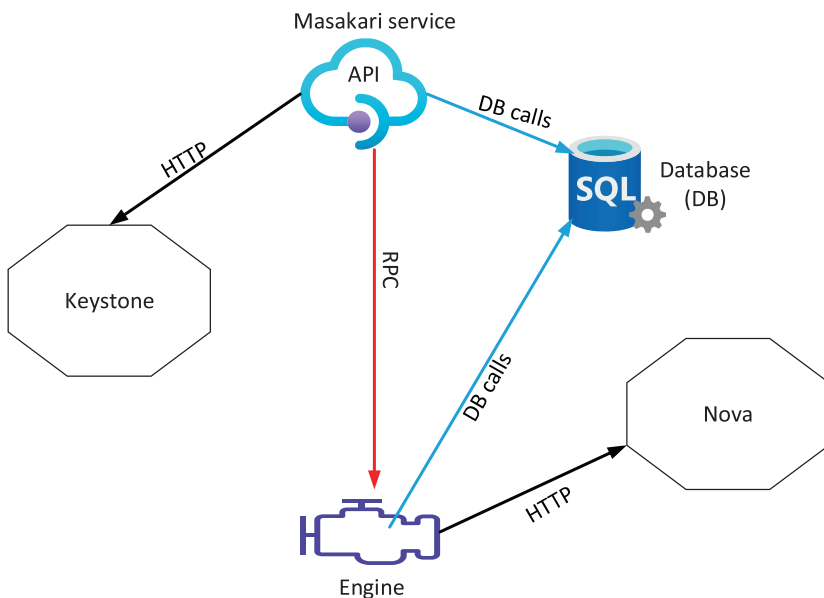 Masakari service
API
DB calls
HTTP
SQL
Database
(DB)
RPC
Keystone
DB calls
Nova
HTTP
Engine